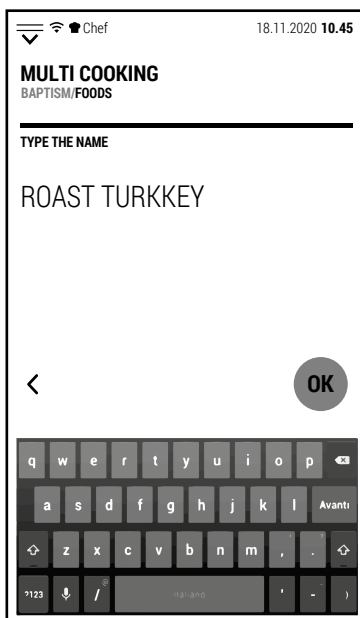 Chef 18.11.2020 10.45
MULTI COOKING
BAPTISM/FOODS
TYPE THE NAME
ROAST TURKKEY
< OK
q w e r t y u i o p
a s d f g h j k l Avanti
z x c v b n m , .
?123 @ / Italiano ' - )